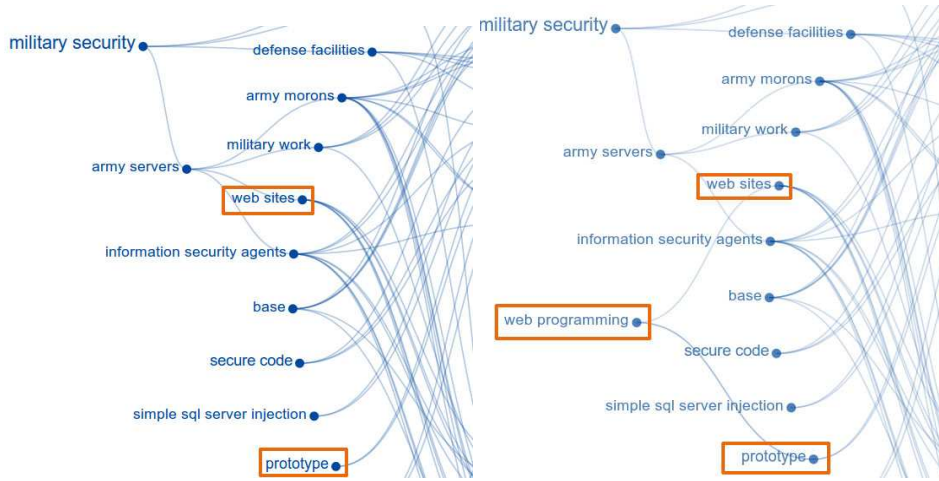 military security
defense facilities
army morons
military work
army servers
web sites
information security agents
base
secure code
simple sql server injection
prototype
military security
defense facilities
army morons
military work
army servers
web sites
information security agents
base
web programming
secure code
simple sql server injection
prototype